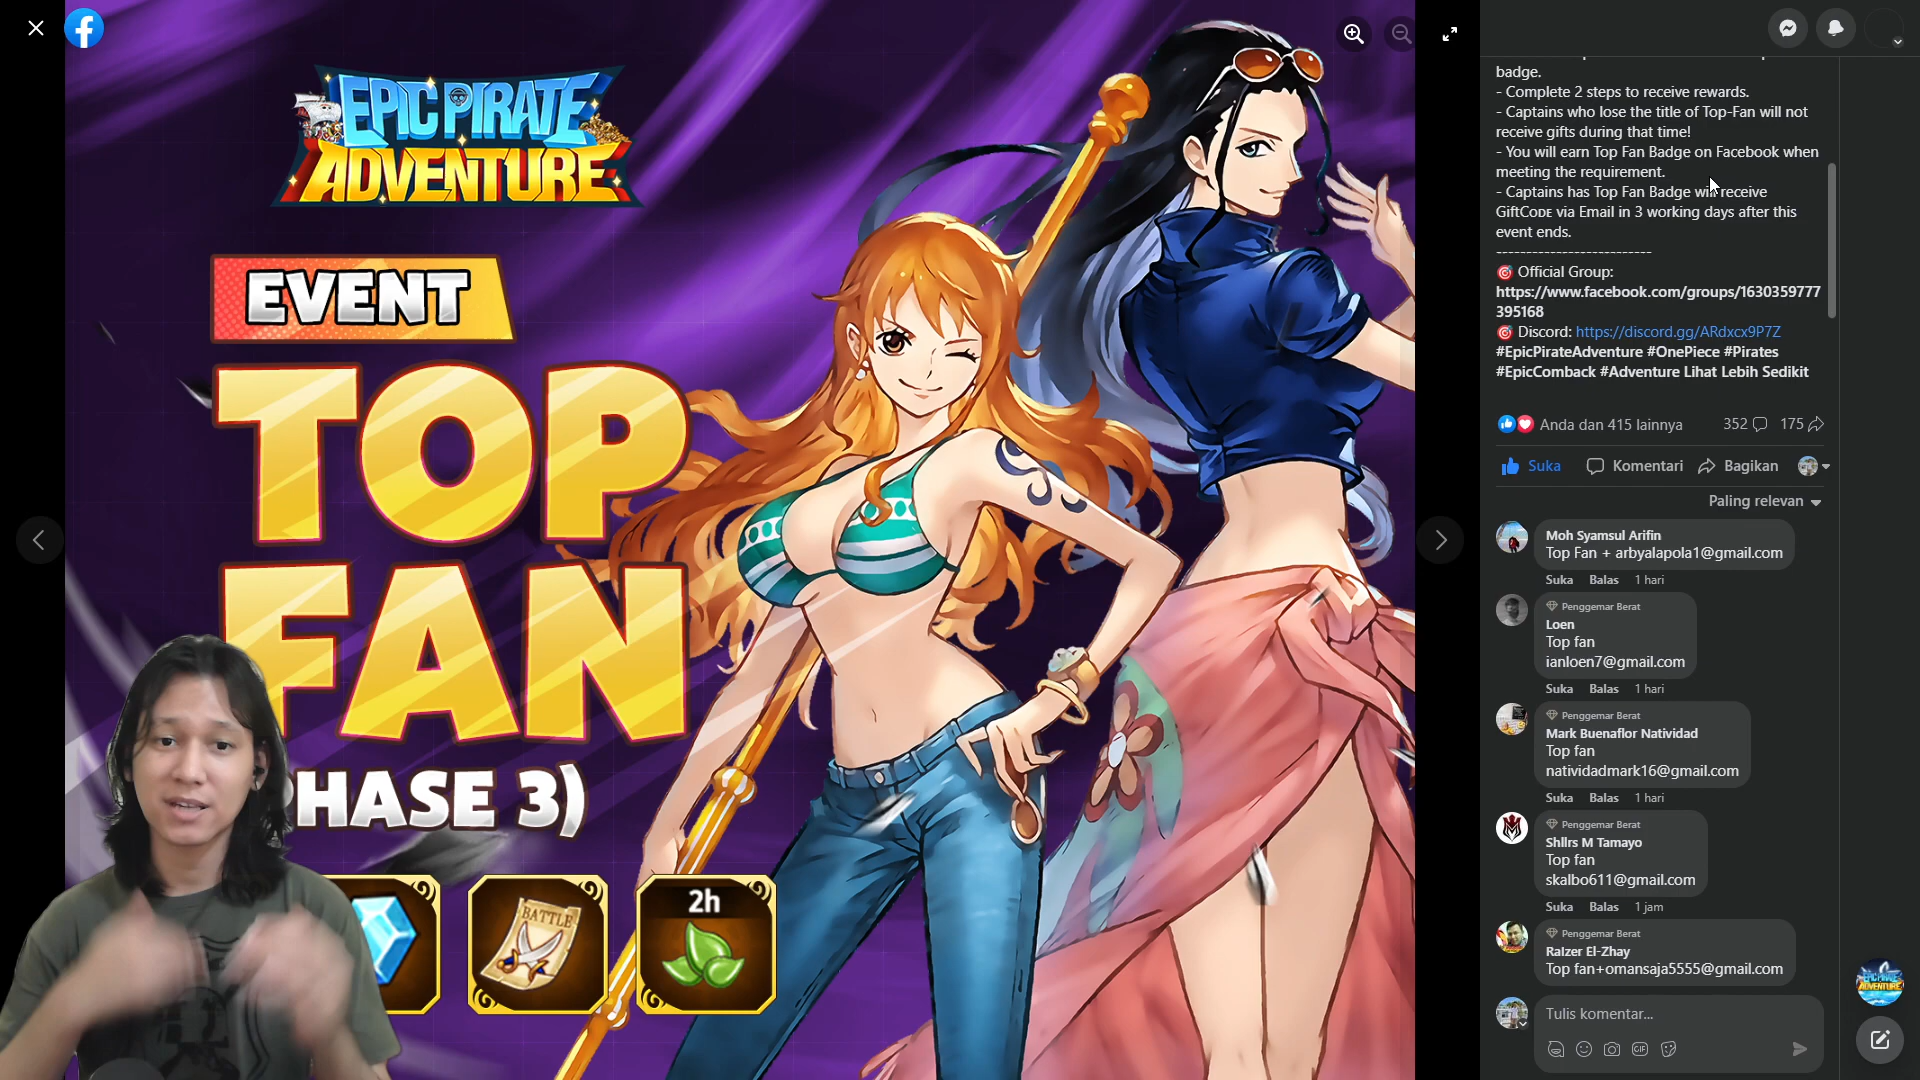 EPIC PIRATE
ADVENTURE
EVENT
TOP
FAN
HASE 3)
BATTLE
2h
badge.
- Complete 2 steps to receive rewards.
- Captains who lose the title of Top-Fan will not
receive gifts during that time!
- You will earn Top Fan Badge on Facebook when
meeting the requirement.
- Captains has Top Fan Badge will receive
GiftCode via Email in 3 working days after this
event ends.
--------------------------
Official Group:
https://www.facebook.com/groups/1630359777
395168
Discord: https://discord.gg/ARdxcx9P7Z
#EpicPirateAdventure #OnePiece #Pirates
#EpicComback #Adventure Lihat Lebih Sedikit
Anda dan 415 lainnya 352 175
Suka Komentari Bagikan
Paling relevan
Moh Syamsul Arifin
Top Fan + arbyalapola1@gmail.com
Suka Balas 1 hari
Penggemar Berat
Loen
Top fan
ianloen7@gmail.com
Suka Balas 1 hari
Penggemar Berat
Mark Buenaflor Natividad
Top fan
natividadmark16@gmail.com
Suka Balas 1 hari
Penggemar Berat
Shllrs M Tamayo
Top fan
skalbo611@gmail.com
Suka Balas 1 jam
Penggemar Berat
RaIzer El-Zhay
Top fan+omansaja5555@gmail.com
EPIC PIRATE
ADVENTURE
Tulis komentar...
GIF